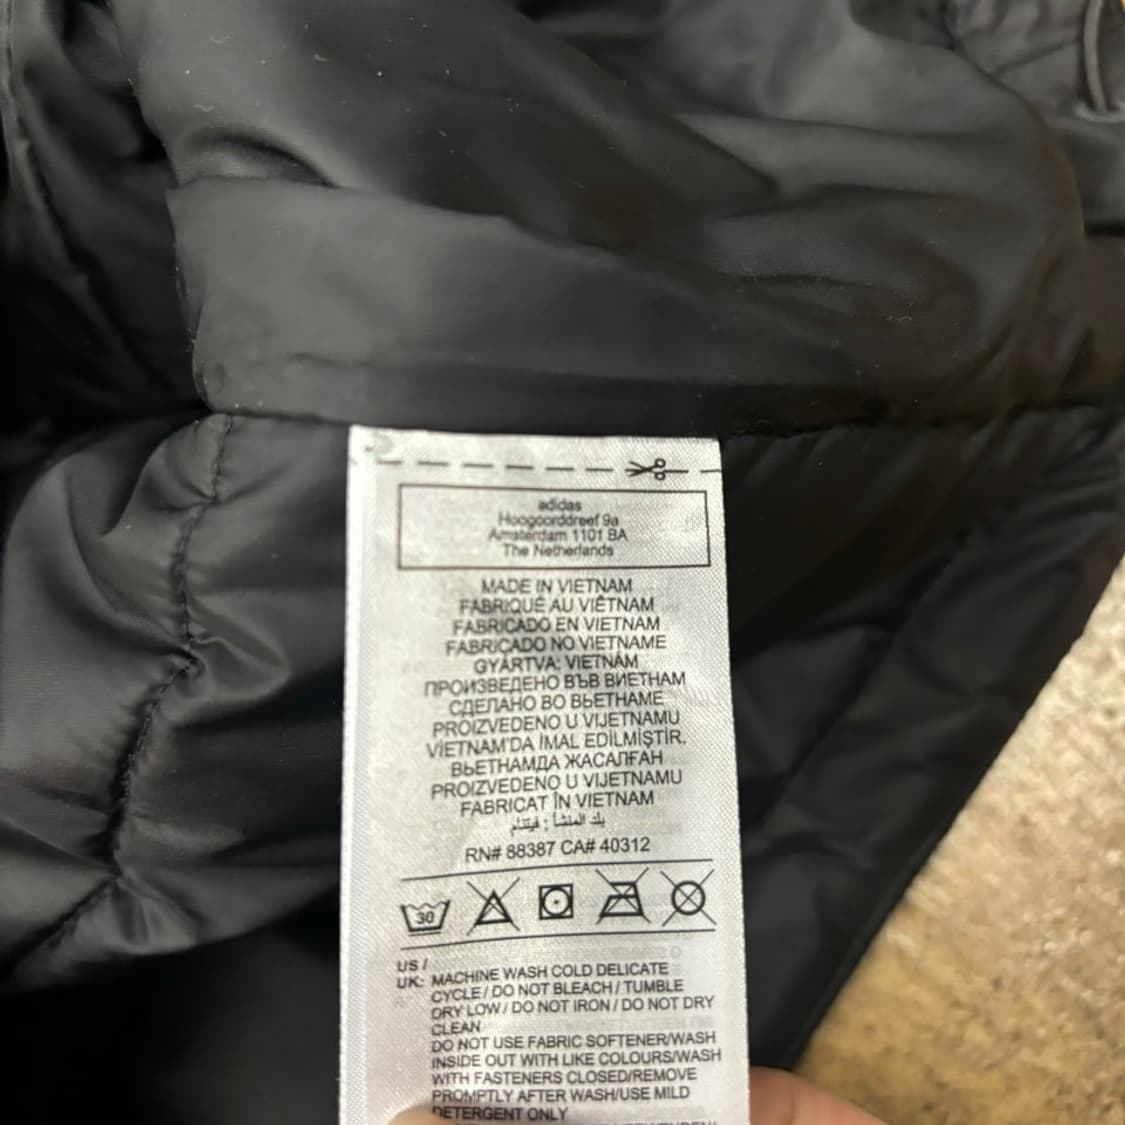 adidas
Hoogoorddreef 9a
Amsterdam 1101 BA
The Netherlands
MADE IN VIETNAM
FABRIQUÉ AU VIÊTNAM
FABRICADO EN VIETNAM
FABRICADO NO VIETNAME
GYÁRTVA: VIETNÁM
ПРОИЗВЕДЕНО ВЪВ ВИЕТНАМ
СДЕЛАНО ВО ВЬЕТНАМЕ
PROIZVEDENO U VIJETNAMU
VİETNAM'DA İMAL EDİLMİŞTİR.
ВЬЕТНАМДА ЖАСАЛҒАН
PROIZVEDENO U VIJETNAMU
FABRICAT ÎN VIETNAM
بلد المنشأ : فيتنام
RN# 88387 CA# 40312
30
US /
UK: MACHINE WASH COLD DELICATE
CYCLE / DO NOT BLEACH / TUMBLE
DRY LOW / DO NOT IRON / DO NOT DRY
CLEAN
DO NOT USE FABRIC SOFTENER/WASH
INSIDE OUT WITH LIKE COLOURS/WASH
WITH FASTENERS CLOSED/REMOVE
PROMPTLY AFTER WASH/USE MILD
DETERGENT ONLY